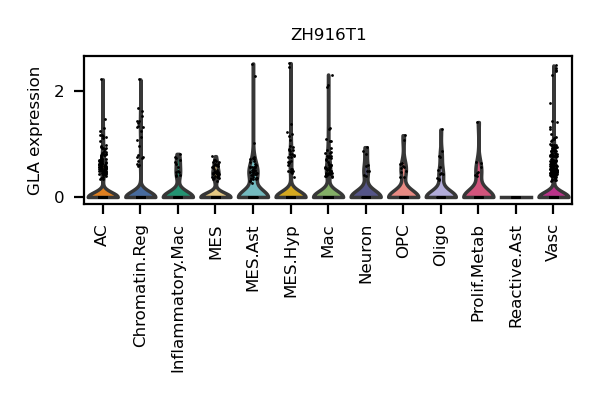 ZH916T1
GLA expression
2
0
AC
Chromatin.Reg
Inflammatory.Mac
MES
MES.Ast
MES.Hyp
Mac
Neuron
OPC
Oligo
Prolif.Metab
Reactive.Ast
Vasc